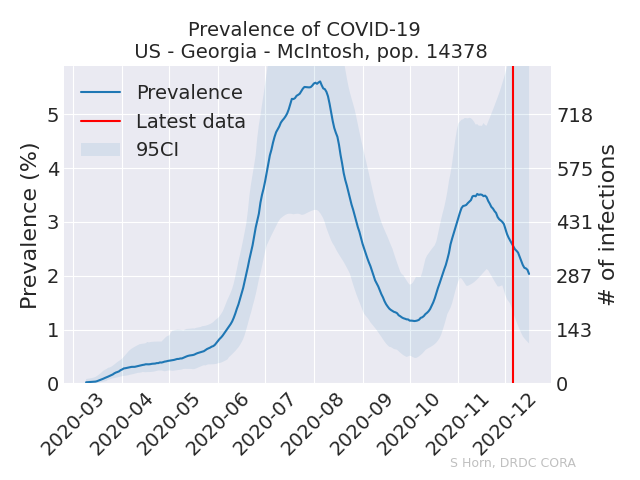 Prevalence of COVID-19
US - Georgia - McIntosh, pop. 14378
Prevalence
Latest data
95CI
Prevalence (%)
5
4
3
2
1
0
718
575
431
287
143
0
# of infections
2020-03
2020-04
2020-05
2020-06
2020-07
2020-08
2020-09
2020-10
2020-11
2020-12
S Horn, DRDC CORA